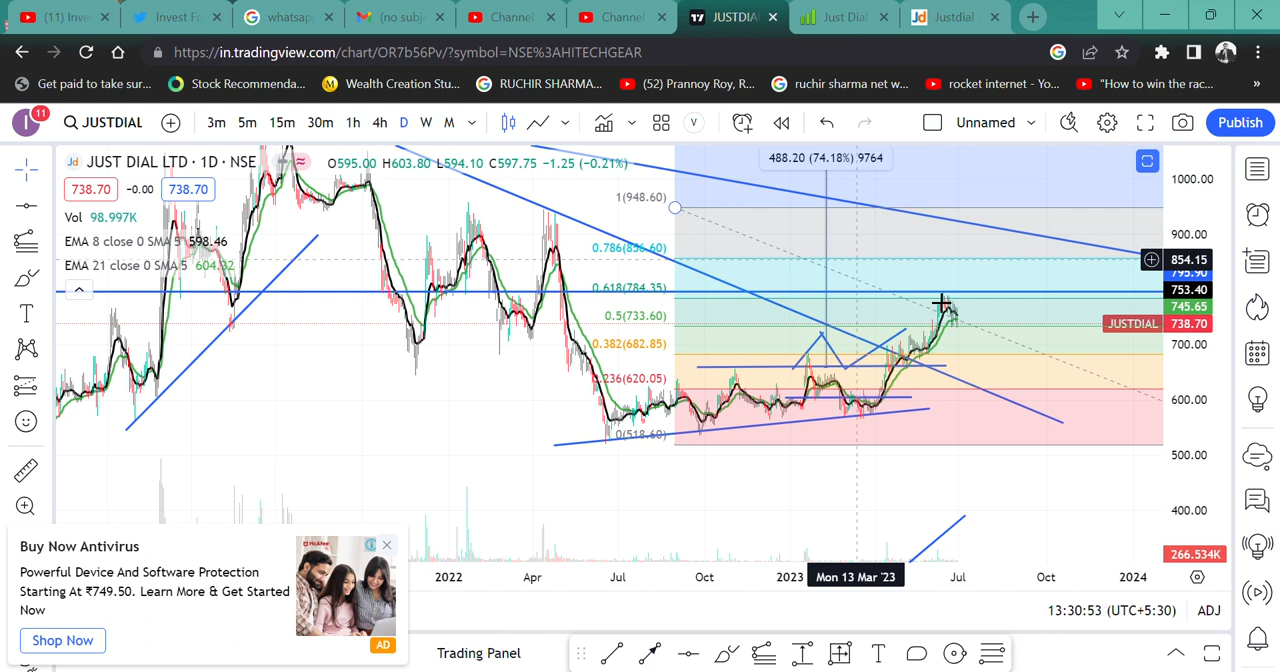 (11) Inve
Invest Fo
whatsap
(no subj
Channel
Channel
JUSTDIA
Just Dial
Justdial
https://in.tradingview.com/chart/OR7b56Pv/?symbol=NSE%3AHITECHGEAR
Get paid to take sur...
Stock Recommenda...
Wealth Creation Stu...
RUCHIR SHARMA...
(52) Prannoy Roy, R...
ruchir sharma net w...
rocket internet - Yo...
"How to win the rac...
»
I 11
JUSTDIAL
3m 5m 15m 30m 1h 4h D W M
V
Unnamed
Publish
Jd JUST DIAL LTD · 1D · NSE
O595.00 H603.80 L594.10 C597.75 −1.25 (−0.21%)
488.20 (74.18%) 9764
738.70 −0.00 738.70
Vol 98.997K
EMA 8 close 0 SMA 5 598.46
EMA 21 close 0 SMA 5 604.32
1(948.60)
0.618(784.35)
0.5(733.60)
0.382(682.85)
0.236(620.05)
0(518.60)
1000.00
900.00
854.15
795.90
753.40
745.65
JUSTDIAL 738.70
700.00
600.00
500.00
400.00
266.534K
2022 Apr Jul Oct 2023 Mon 13 Mar '23 Jul Oct 2024
13:30:53 (UTC+5:30) ADJ
Buy Now Antivirus
Powerful Device And Software Protection
Starting At ₹749.50. Learn More & Get Started
Now
Shop Now
McAfee
AD
Trading Panel